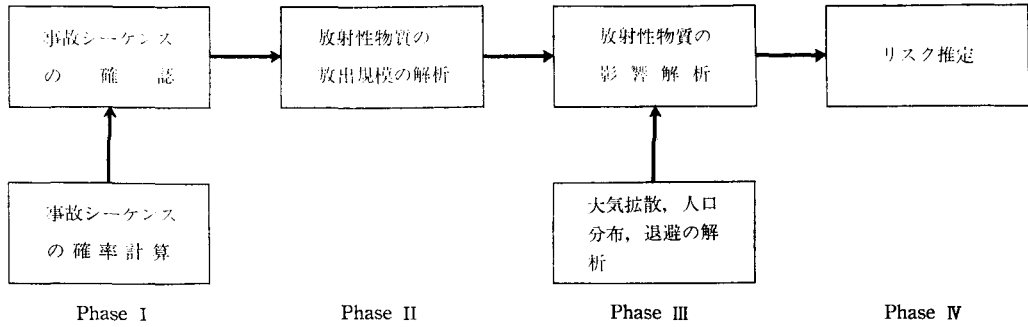 事故シーケンス
の確認
放射性物質の
放出規模の解析
放射性物質の
影響解析
リスク推定
事故シーケンス
の確率計算
大気拡散，人口
分布，退避の解
析
Phase I
Phase II
Phase III
Phase IV